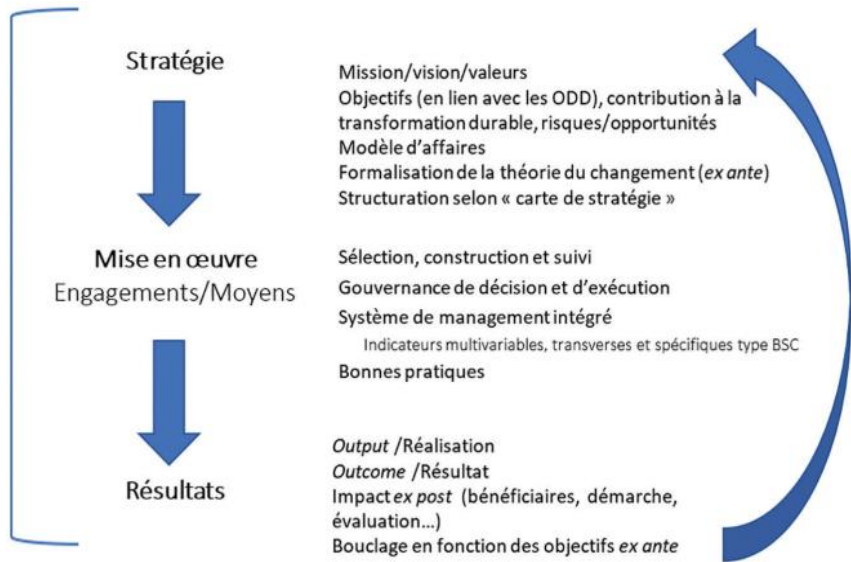 Stratégie
Mission/vision/valeurs
Objectifs (en lien avec les ODD), contribution à la
transformation durable, risques/opportunités
Modèle d'affaires
Formalisation de la théorie du changement (ex ante)
Structuration selon « carte de stratégie »
Mise en œuvre
Engagements/Moyens
Sélection, construction et suivi
Gouvernance de décision et d'exécution
Système de management intégré
Indicateurs multivariables, transverses et spécifiques type BSC
Bonnes pratiques
Résultats
Output /Réalisation
Outcome /Résultat
Impact ex post (bénéficiaires, démarche,
évaluation...)
Bouclage en fonction des objectifs ex ante